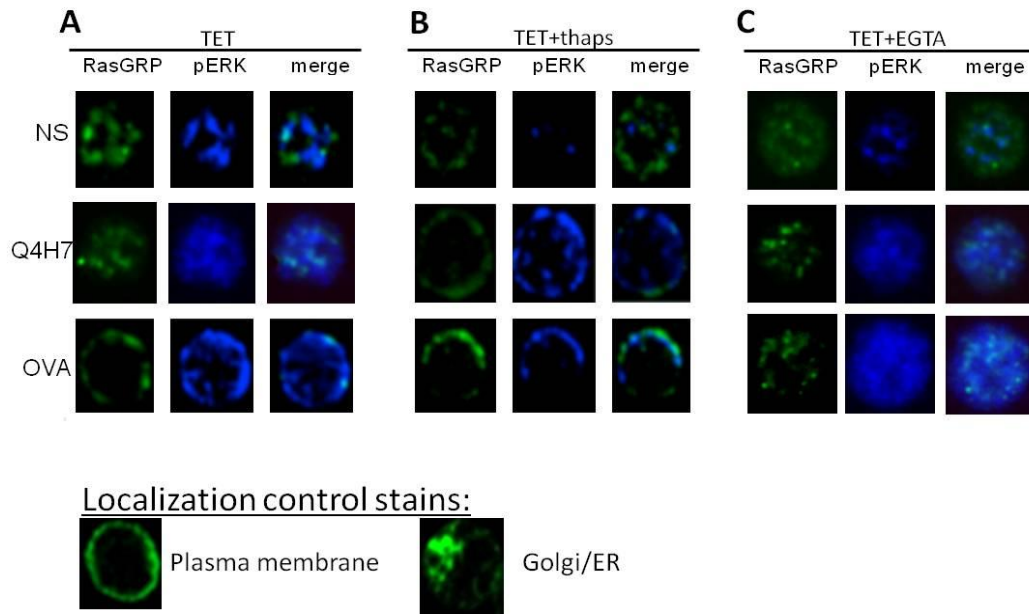 A B C
TET TET+thaps TET+EGTA
RasGRP pERK merge RasGRP pERK merge RasGRP pERK merge
NS
Q4H7
OVA
Localization control stains:
Plasma membrane Golgi/ER